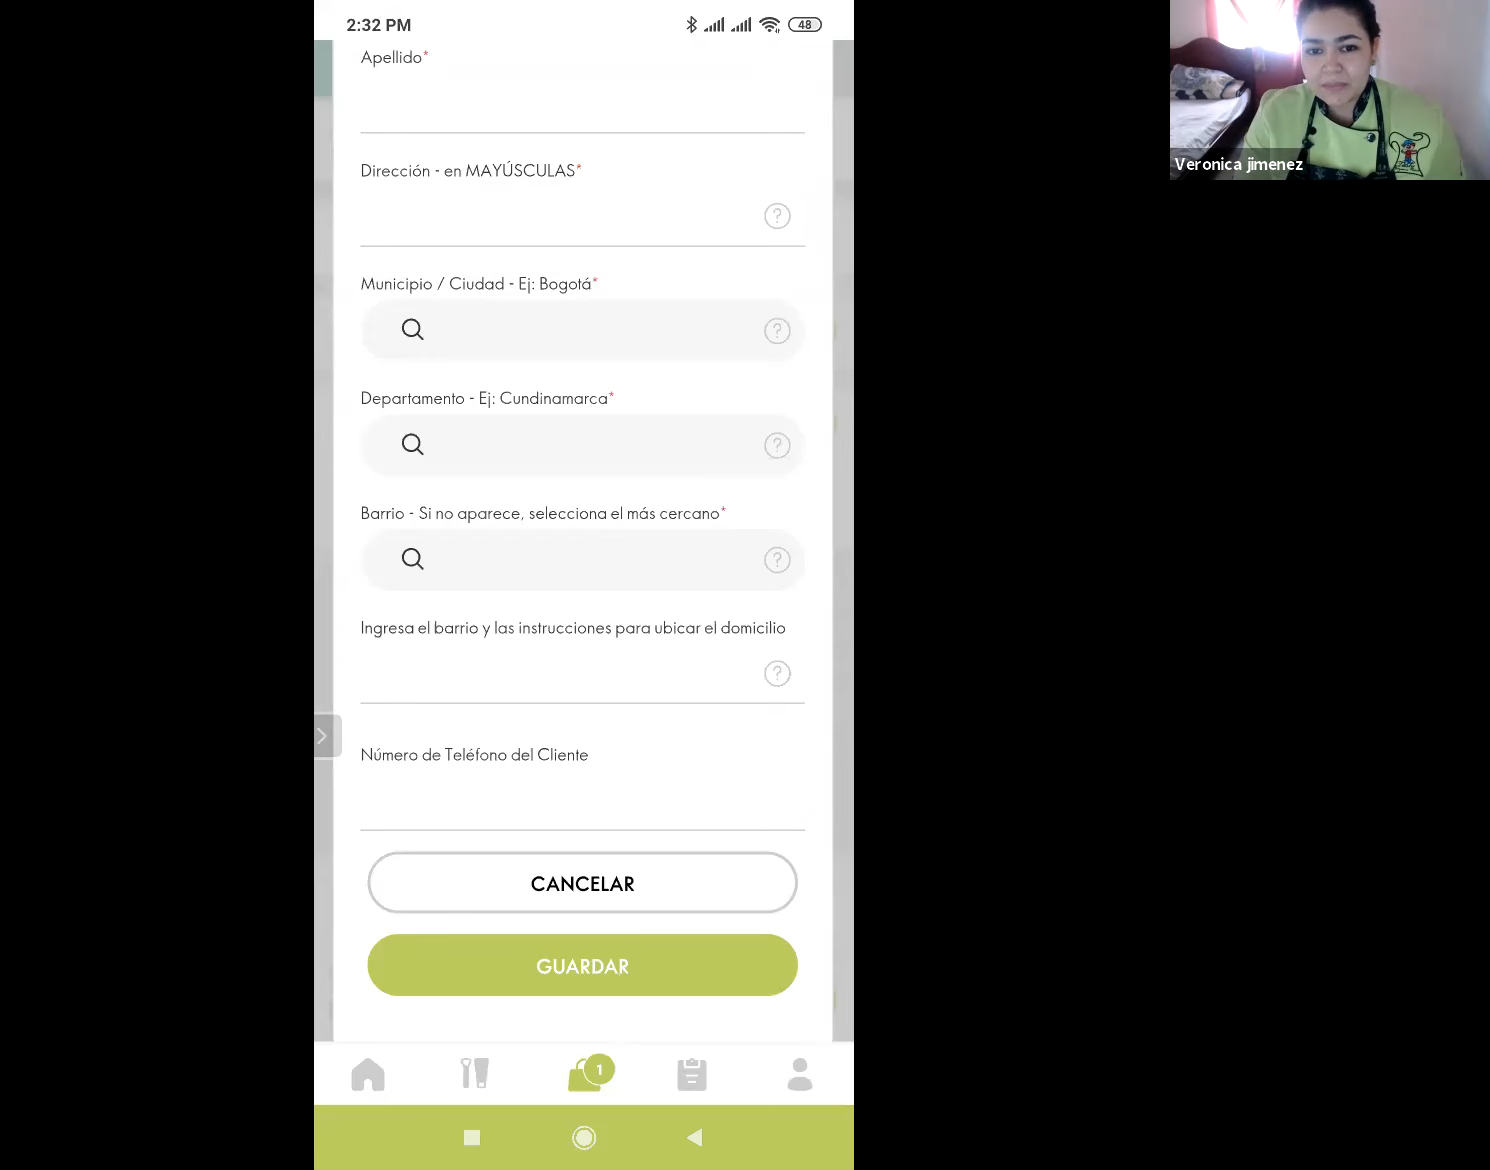 2:32 PM
48
Apellido*
Dirección - en MAYÚSCULAS*
?
Municipio / Ciudad - Ej: Bogotá*
?
Departamento - Ej: Cundinamarca*
?
Barrio - Si no aparece, selecciona el más cercano*
?
Ingresa el barrio y las instrucciones para ubicar el domicilio
?
Número de Teléfono del Cliente
CANCELAR
GUARDAR
1
Veronica jimenez